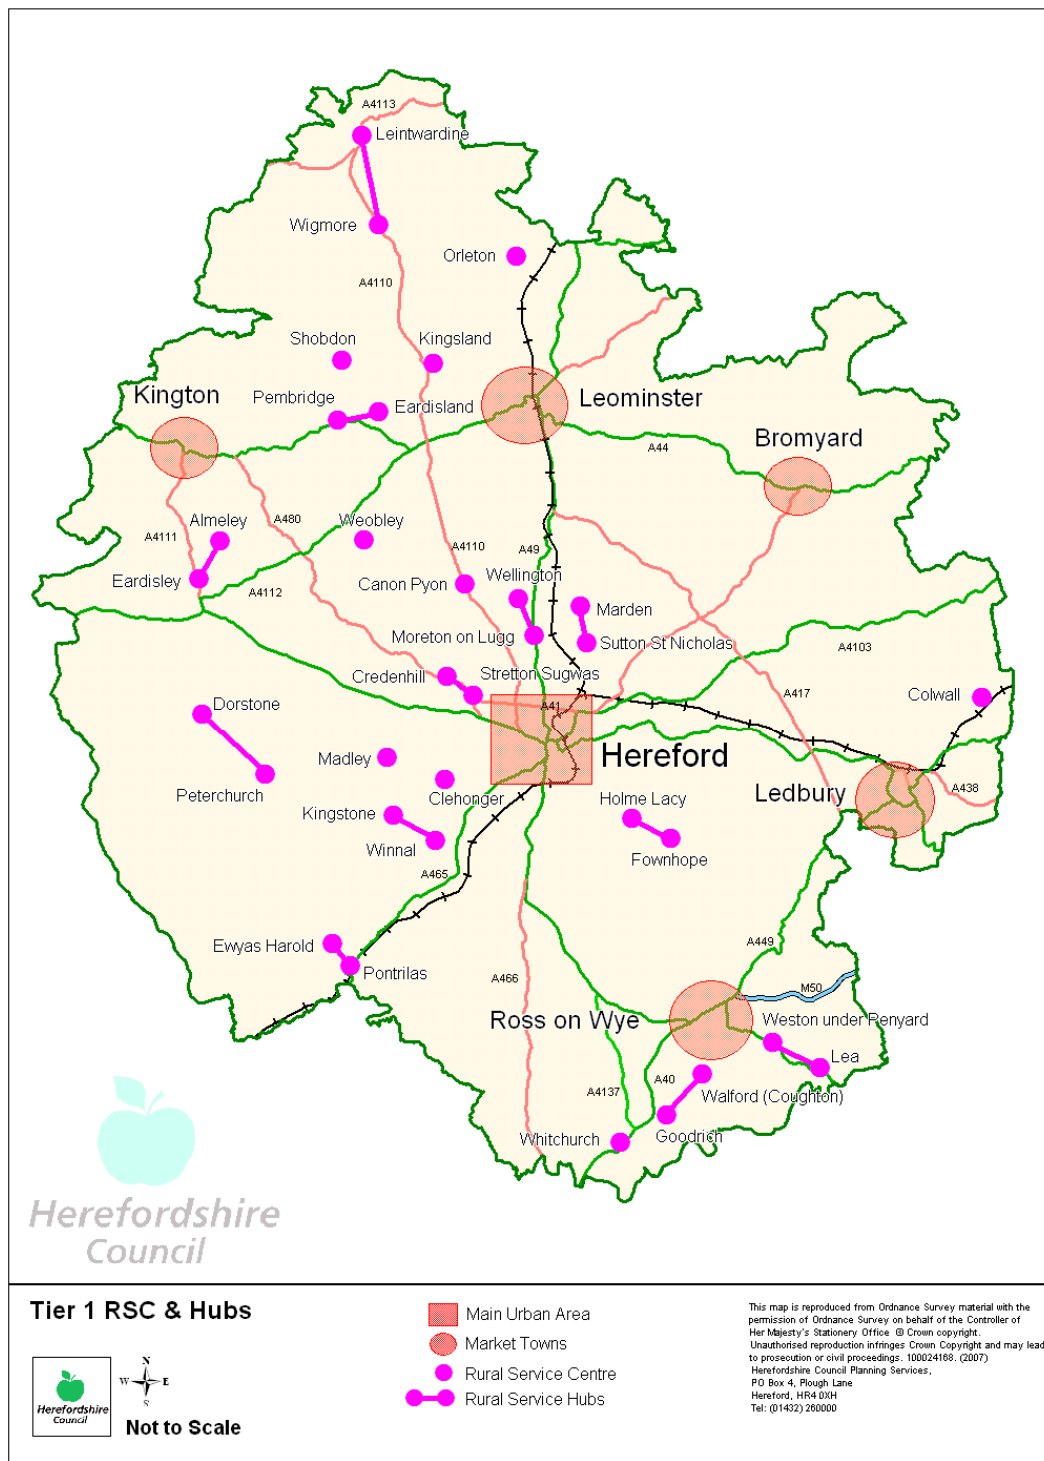 A4113
Leintwardine
Wigmore
Orleton
A4110
Shobdon
Kingsland
Kington
Pembridge
Eardisland
Leominster
Bromyard
A44
Almeley
A480
Weobley
A4111
A4110
A49
Eardisley
A4112
Canon Pyon
Wellington
Marden
Moreton on Lugg
Sutton St Nicholas
A4103
Credenhill
Stretton Sugwas
A417
Colwall
Dorstone
A41
Hereford
Madley
Peterchurch
Clehonger
Holme Lacy
Ledbury
A438
Kingstone
Winnal
Fownhope
A465
Ewyas Harold
Pontrilas
A466
A449
M50
Ross on Wye
Weston under Penyard
Lea
A40
A4137
Walford (Coughton)
Whitchurch
Goodrich
Herefordshire
Council
Tier 1 RSC & Hubs
Herefordshire
Council
N
W
E
S
Not to Scale
Main Urban Area
Market Towns
Rural Service Centre
Rural Service Hubs
This map is reproduced from Ordnance Survey material with the
permission of Ordnance Survey on behalf of the Controller of
Her Majesty's Stationery Office © Crown copyright.
Unauthorised reproduction infringes Crown Copyright and may lead
to prosecution or civil proceedings. 100024168. (2007)
Herefordshire Council Planning Services,
PO Box 4, Plough Lane
Hereford, HR4 0XH
Tel: (01432) 260000